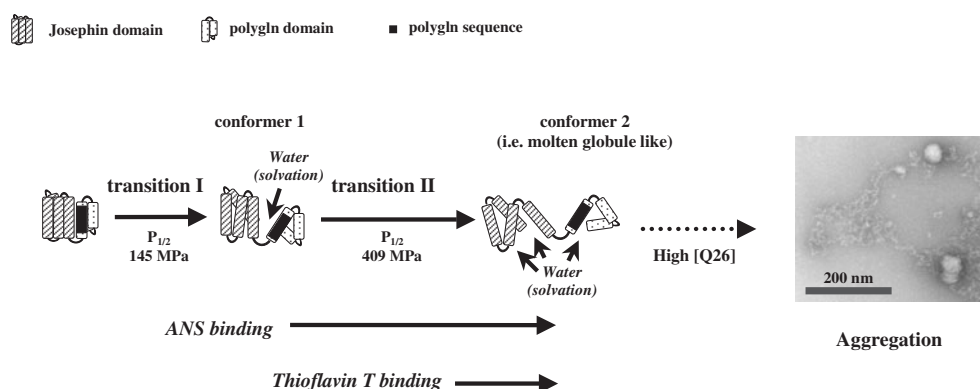 Josephin domain
polygln domain
polygln sequence
conformer 1
conformer 2
(i.e. molten globule like)
Water
(solvation)
transition I
transition II
P1/2
145 MPa
P1/2
409 MPa
High [Q26]
Water
(solvation)
200 nm
ANS binding
Aggregation
Thioflavin T binding